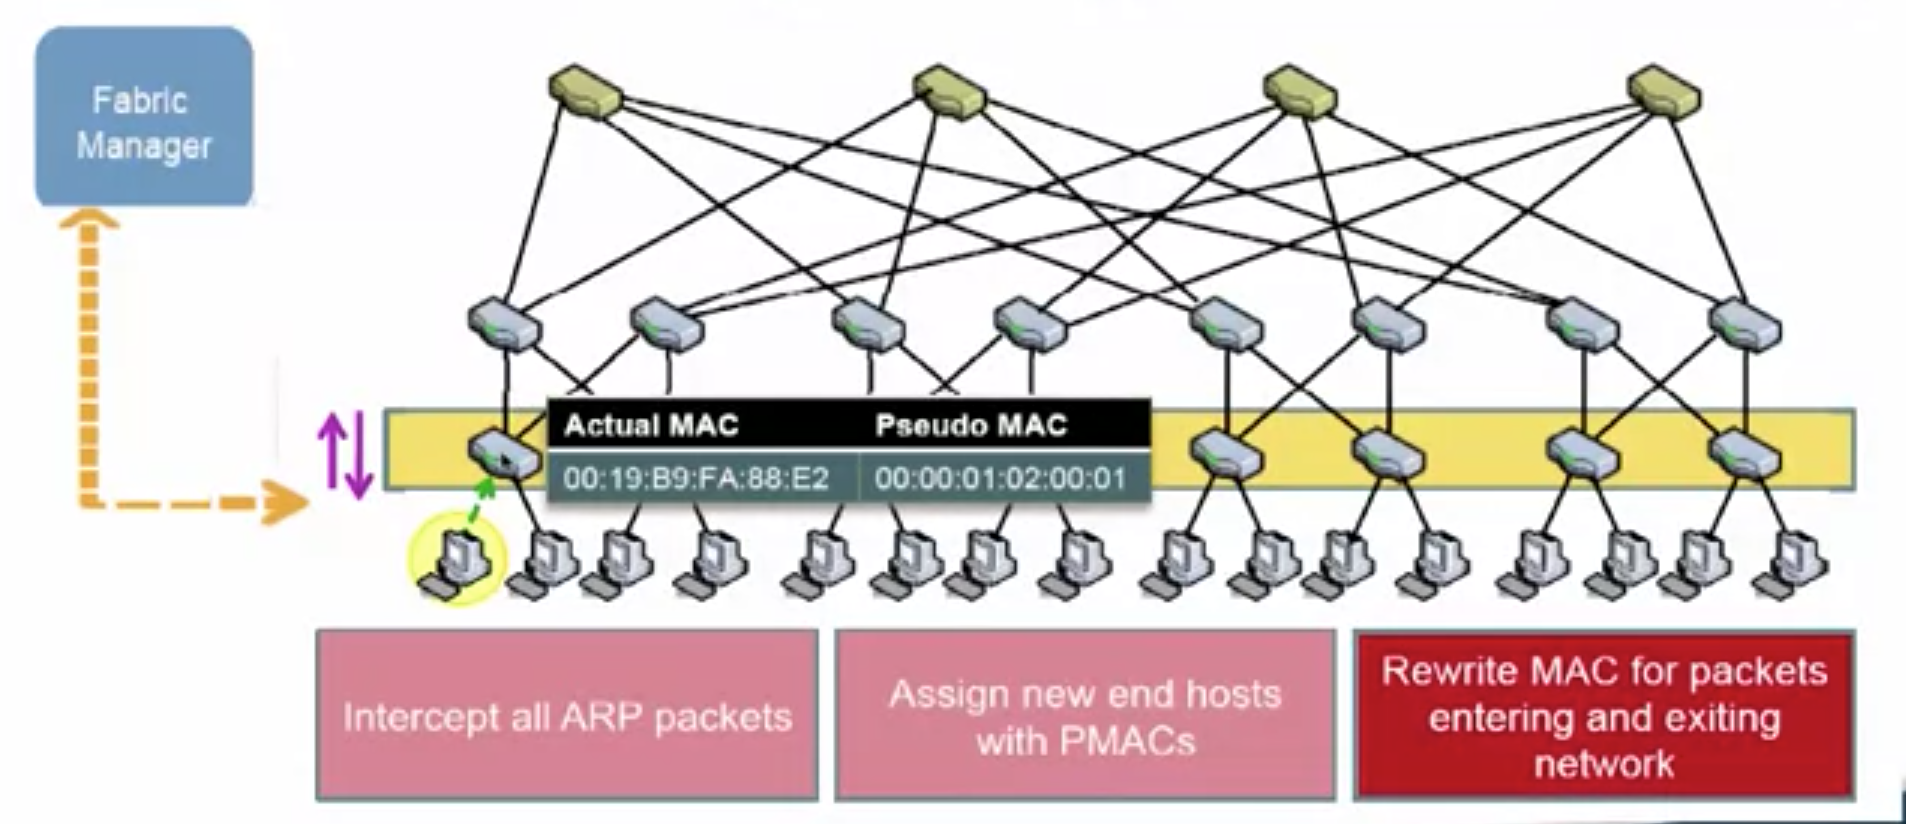 Fabric
Manager
Actual MAC Pseudo MAC
00:19:B9:FA:88:E2 00:00:01:02:00:01
Intercept all ARP packets
Assign new end hosts
with PMACs
Rewrite MAC for packets
entering and exiting
network